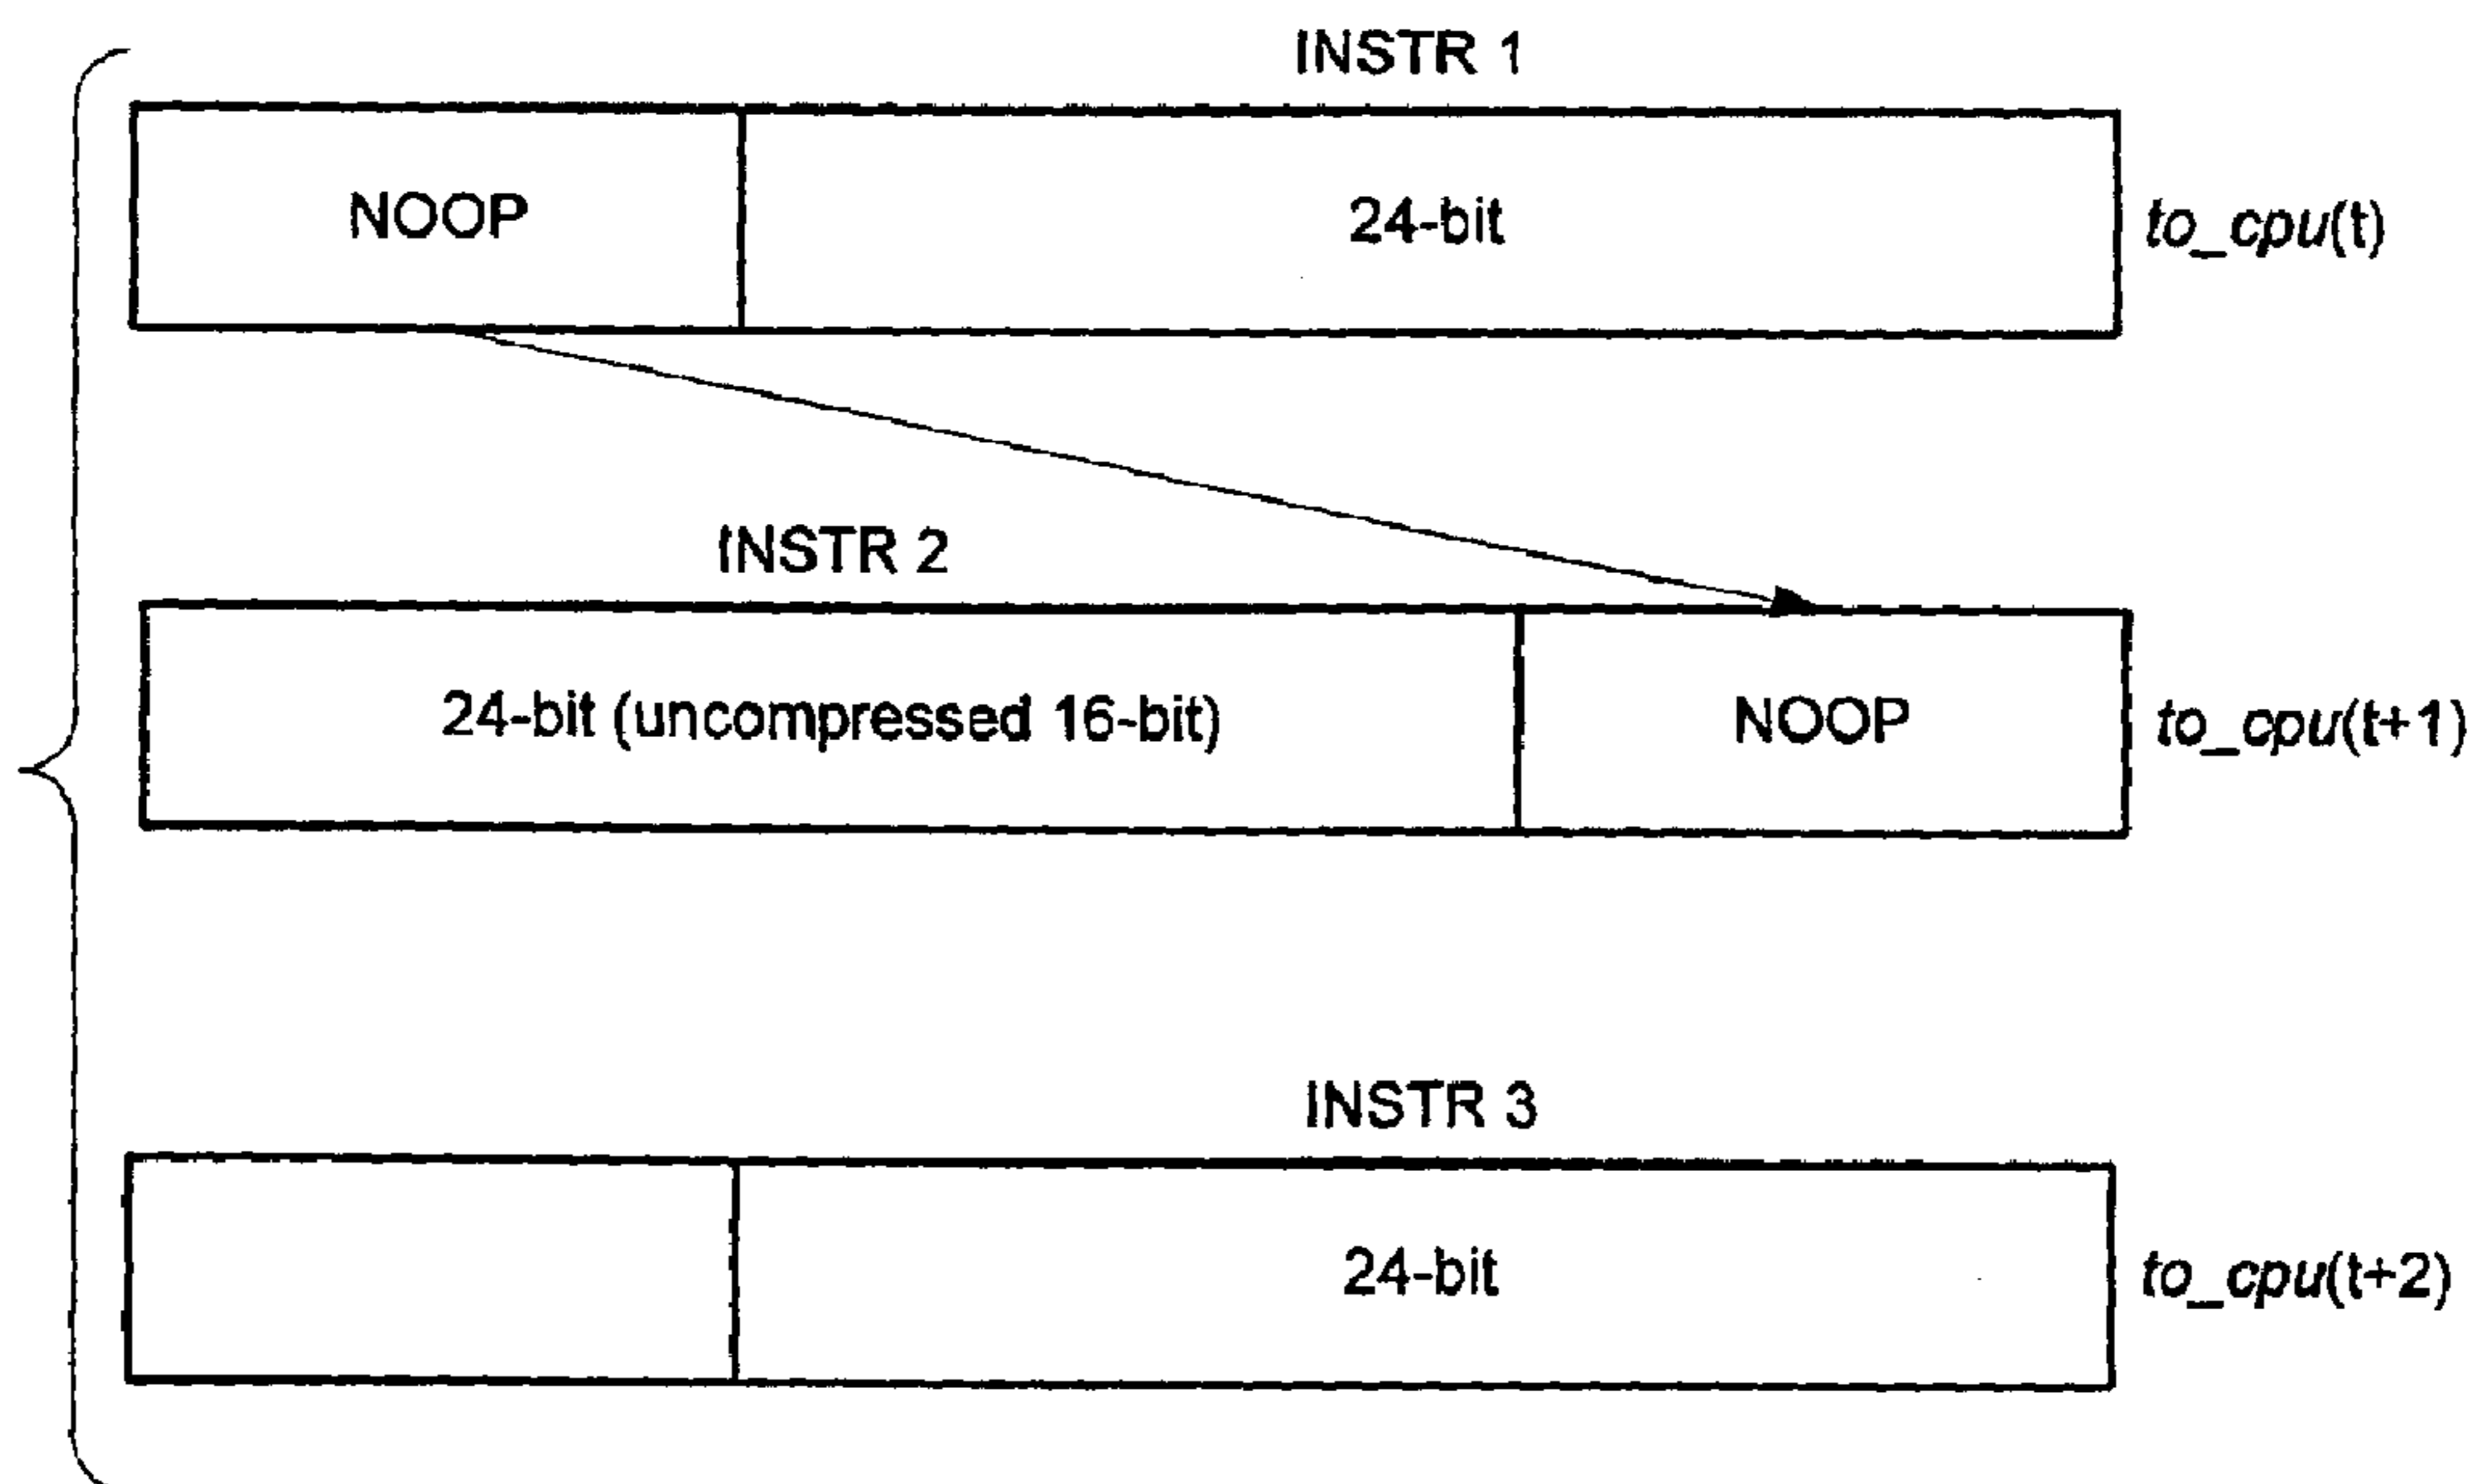 INSTR 1
NOOP
24-bit
to_cpu(t)
INSTR 2
24-bit (uncompressed 16-bit)
NOOP
to_cpu(t+1)
INSTR 3
24-bit
to_cpu(t+2)